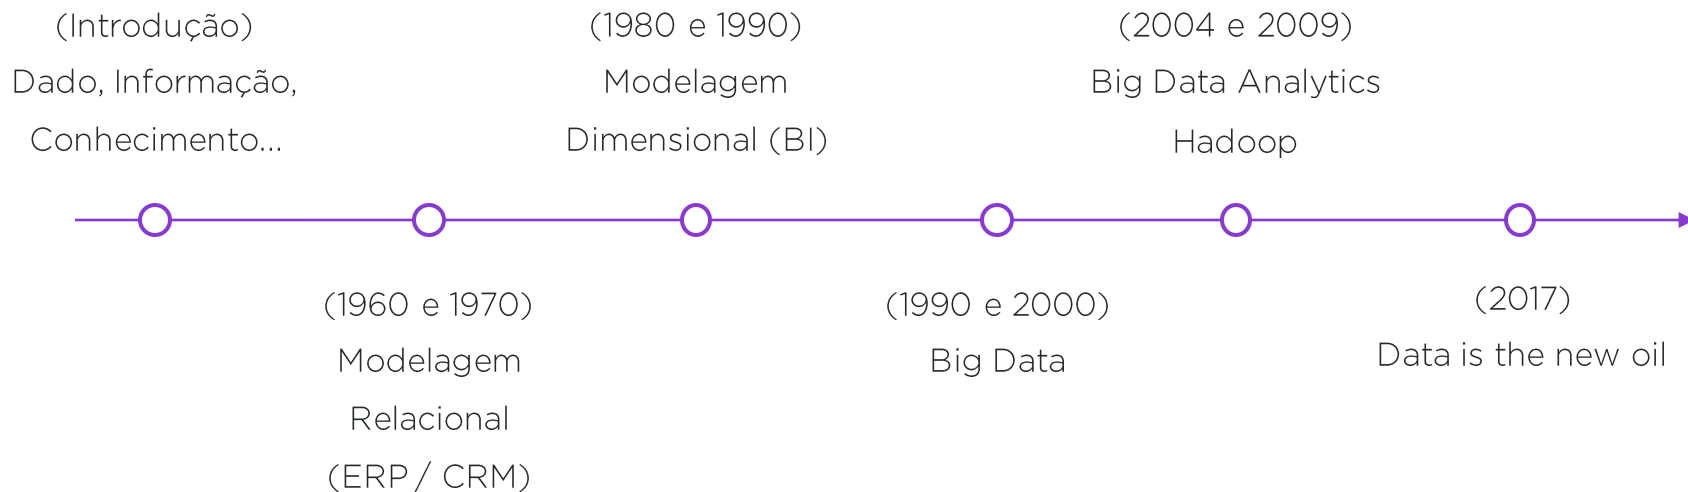 (Introdução)
Dado, Informação,
Conhecimento...
(1960 e 1970)
Modelagem
Relacional
(ERP / CRM)
(1980 e 1990)
Modelagem
Dimensional (BI)
(1990 e 2000)
Big Data
(2004 e 2009)
Big Data Analytics
Hadoop
(2017)
Data is the new oil